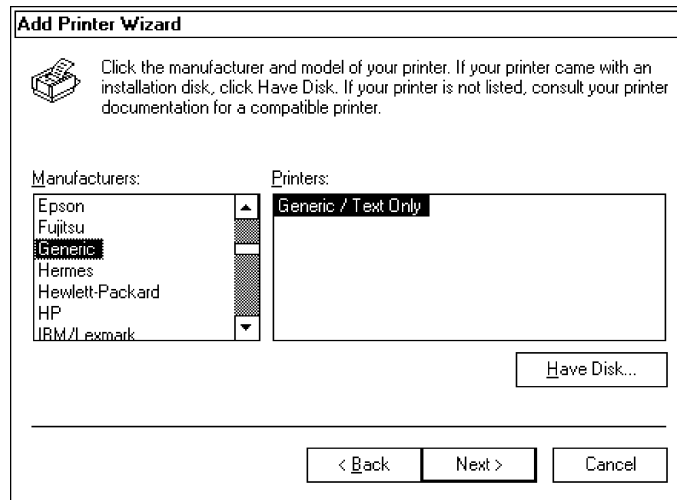 Add Printer Wizard
Click the manufacturer and model of your printer. If your printer came with an
installation disk, click Have Disk. If your printer is not listed, consult your printer
documentation for a compatible printer.
Manufacturers:
Printers:
Epson
Fujitsu
Generic
Hermes
Hewlett-Packard
HP
IBM/Lexmark
Generic / Text Only
Have Disk...
< Back
Next >
Cancel